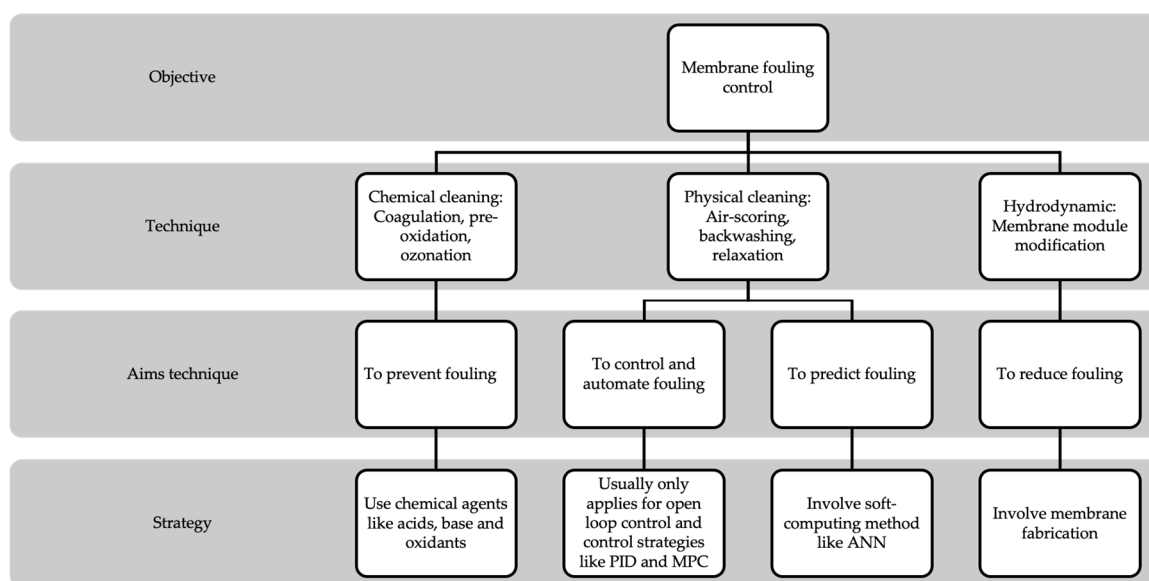 Objective
Membrane fouling
control
Technique
Chemical cleaning:
Coagulation, pre-
oxidation,
ozonation
Physical cleaning:
Air-scoring,
backwashing,
relaxation
Hydrodynamic:
Membrane module
modification
Aims technique
To prevent fouling
To control and
automate fouling
To predict fouling
To reduce fouling
Strategy
Use chemical agents
like acids, base and
oxidants
Usually only
applies for open
loop control and
control strategies
like PID and MPC
Involve soft-
computing method
like ANN
Involve membrane
fabrication